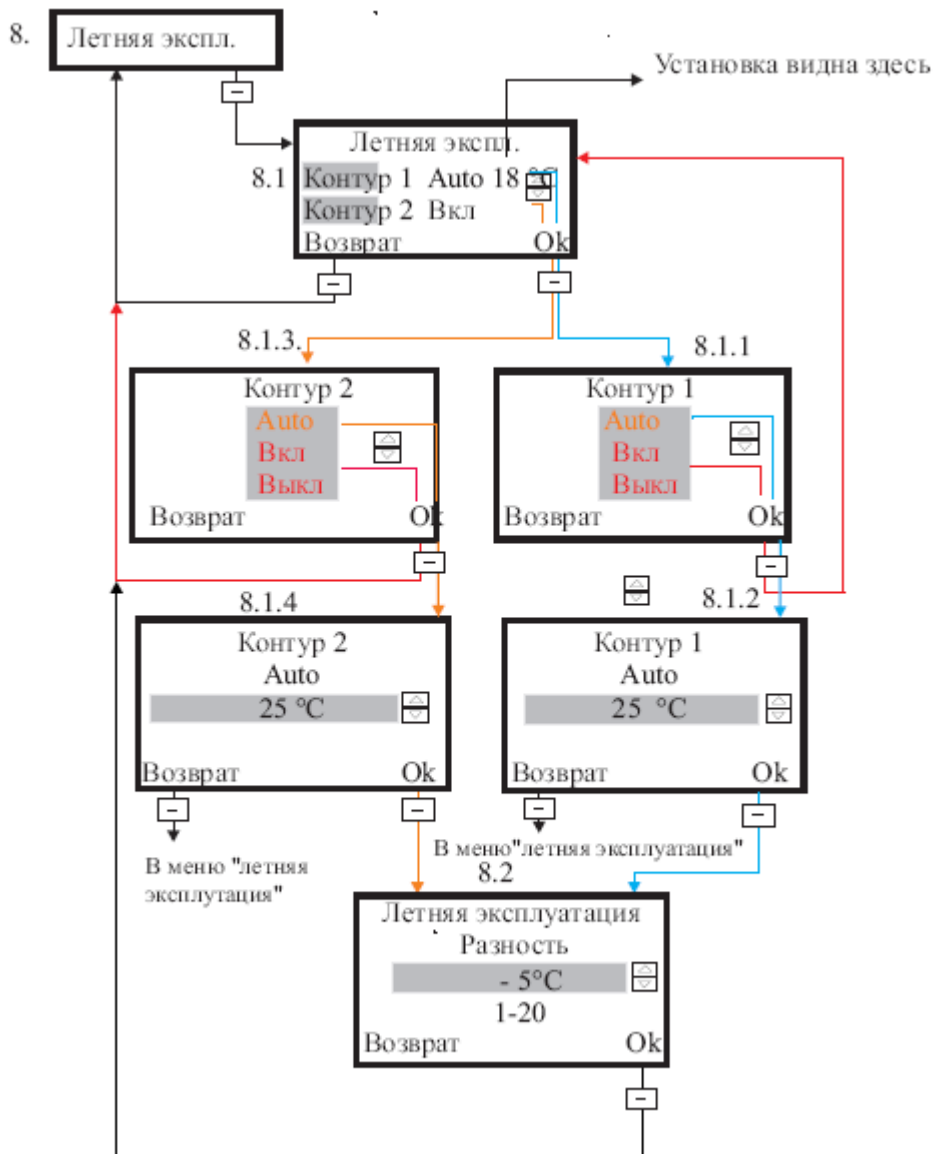 8.
Летняя экспл.
Установка видна здесь
Летняя экспл.
8.1 Контур 1 Auto 18 °C
Контур 2 Вкл
Возврат Ok
8.1.3.
Контур 2
Auto
Вкл
Выкл
Возврат Ok
8.1.1
Контур 1
Auto
Вкл
Выкл
Возврат Ok
8.1.4
Контур 2
Auto
25 °C
Возврат Ok
В меню "летняя
эксплутация"
8.1.2
Контур 1
Auto
25 °C
Возврат Ok
В меню"летняя эксплуатация"
8.2
Летняя эксплуатация
Разность
- 5°C
1-20
Возврат Ok